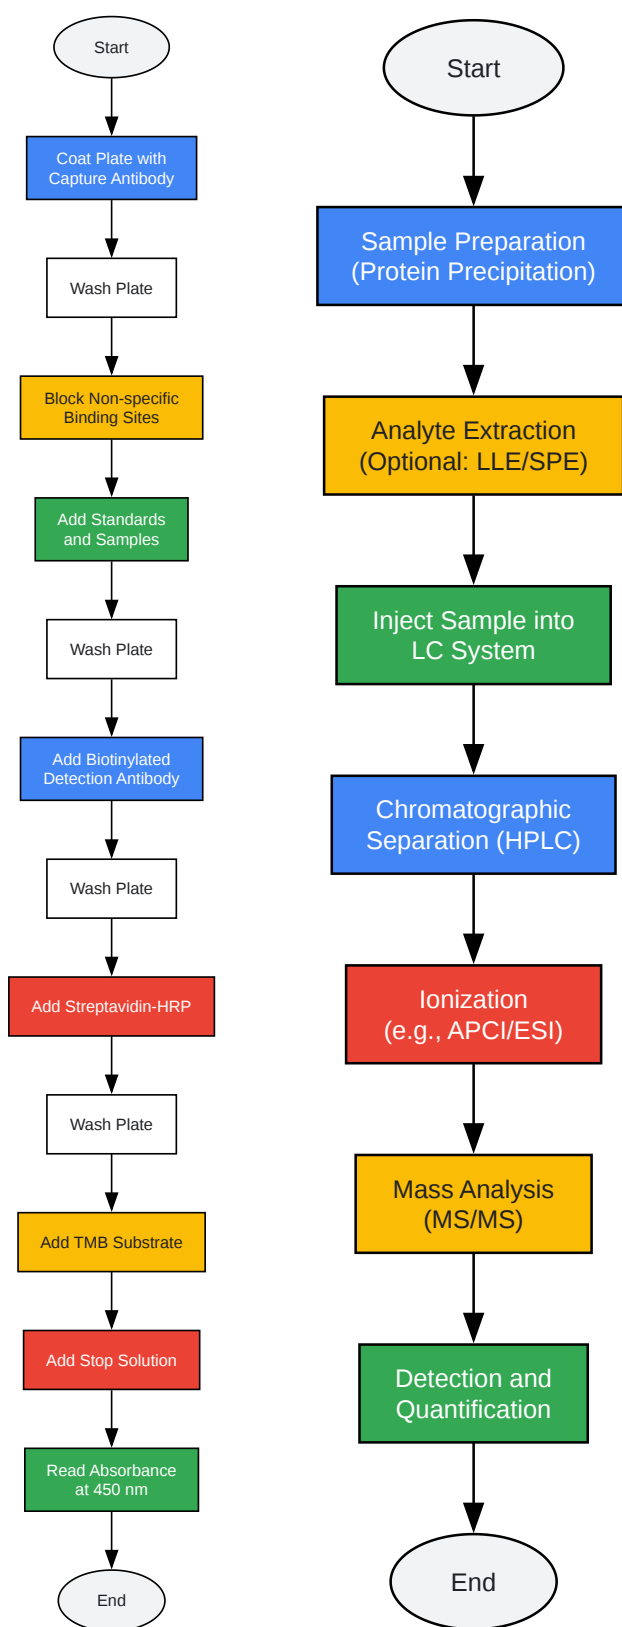 Start
Coat Plate with
Capture Antibody
Wash Plate
Block Non-specific
Binding Sites
Add Standards
and Samples
Wash Plate
Add Biotinylated
Detection Antibody
Wash Plate
Add Streptavidin-HRP
Wash Plate
Add TMB Substrate
Add Stop Solution
Read Absorbance
at 450 nm
End
Start
Sample Preparation
(Protein Precipitation)
Analyte Extraction
(Optional: LLE/SPE)
Inject Sample into
LC System
Chromatographic
Separation (HPLC)
Ionization
(e.g., APCI/ESI)
Mass Analysis
(MS/MS)
Detection and
Quantification
End